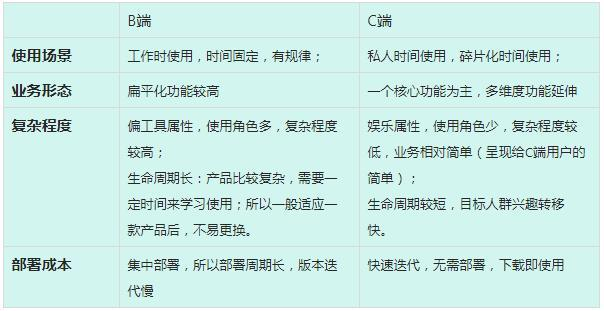 B端
C端
使用场景
工作时使用，时间固定，有规律；
私人时间使用，碎片化时间使用；
业务形态
扁平化功能较高
一个核心功能为主，多维度功能延伸
复杂程度
偏工具属性，使用角色多，复杂程度
较高；
生命周期长：产品比较复杂，需要一
定时间来学习使用；所以一般适应一
款产品后，不易更换。
娱乐属性，使用角色少，复杂程度较
低，业务相对简单（呈现给C端用户的
简单）；
生命周期较短，目标人群兴趣转移
快。
部署成本
集中部署，所以部署周期长，版本迭
代慢
快速迭代，无需部署，下载即使用